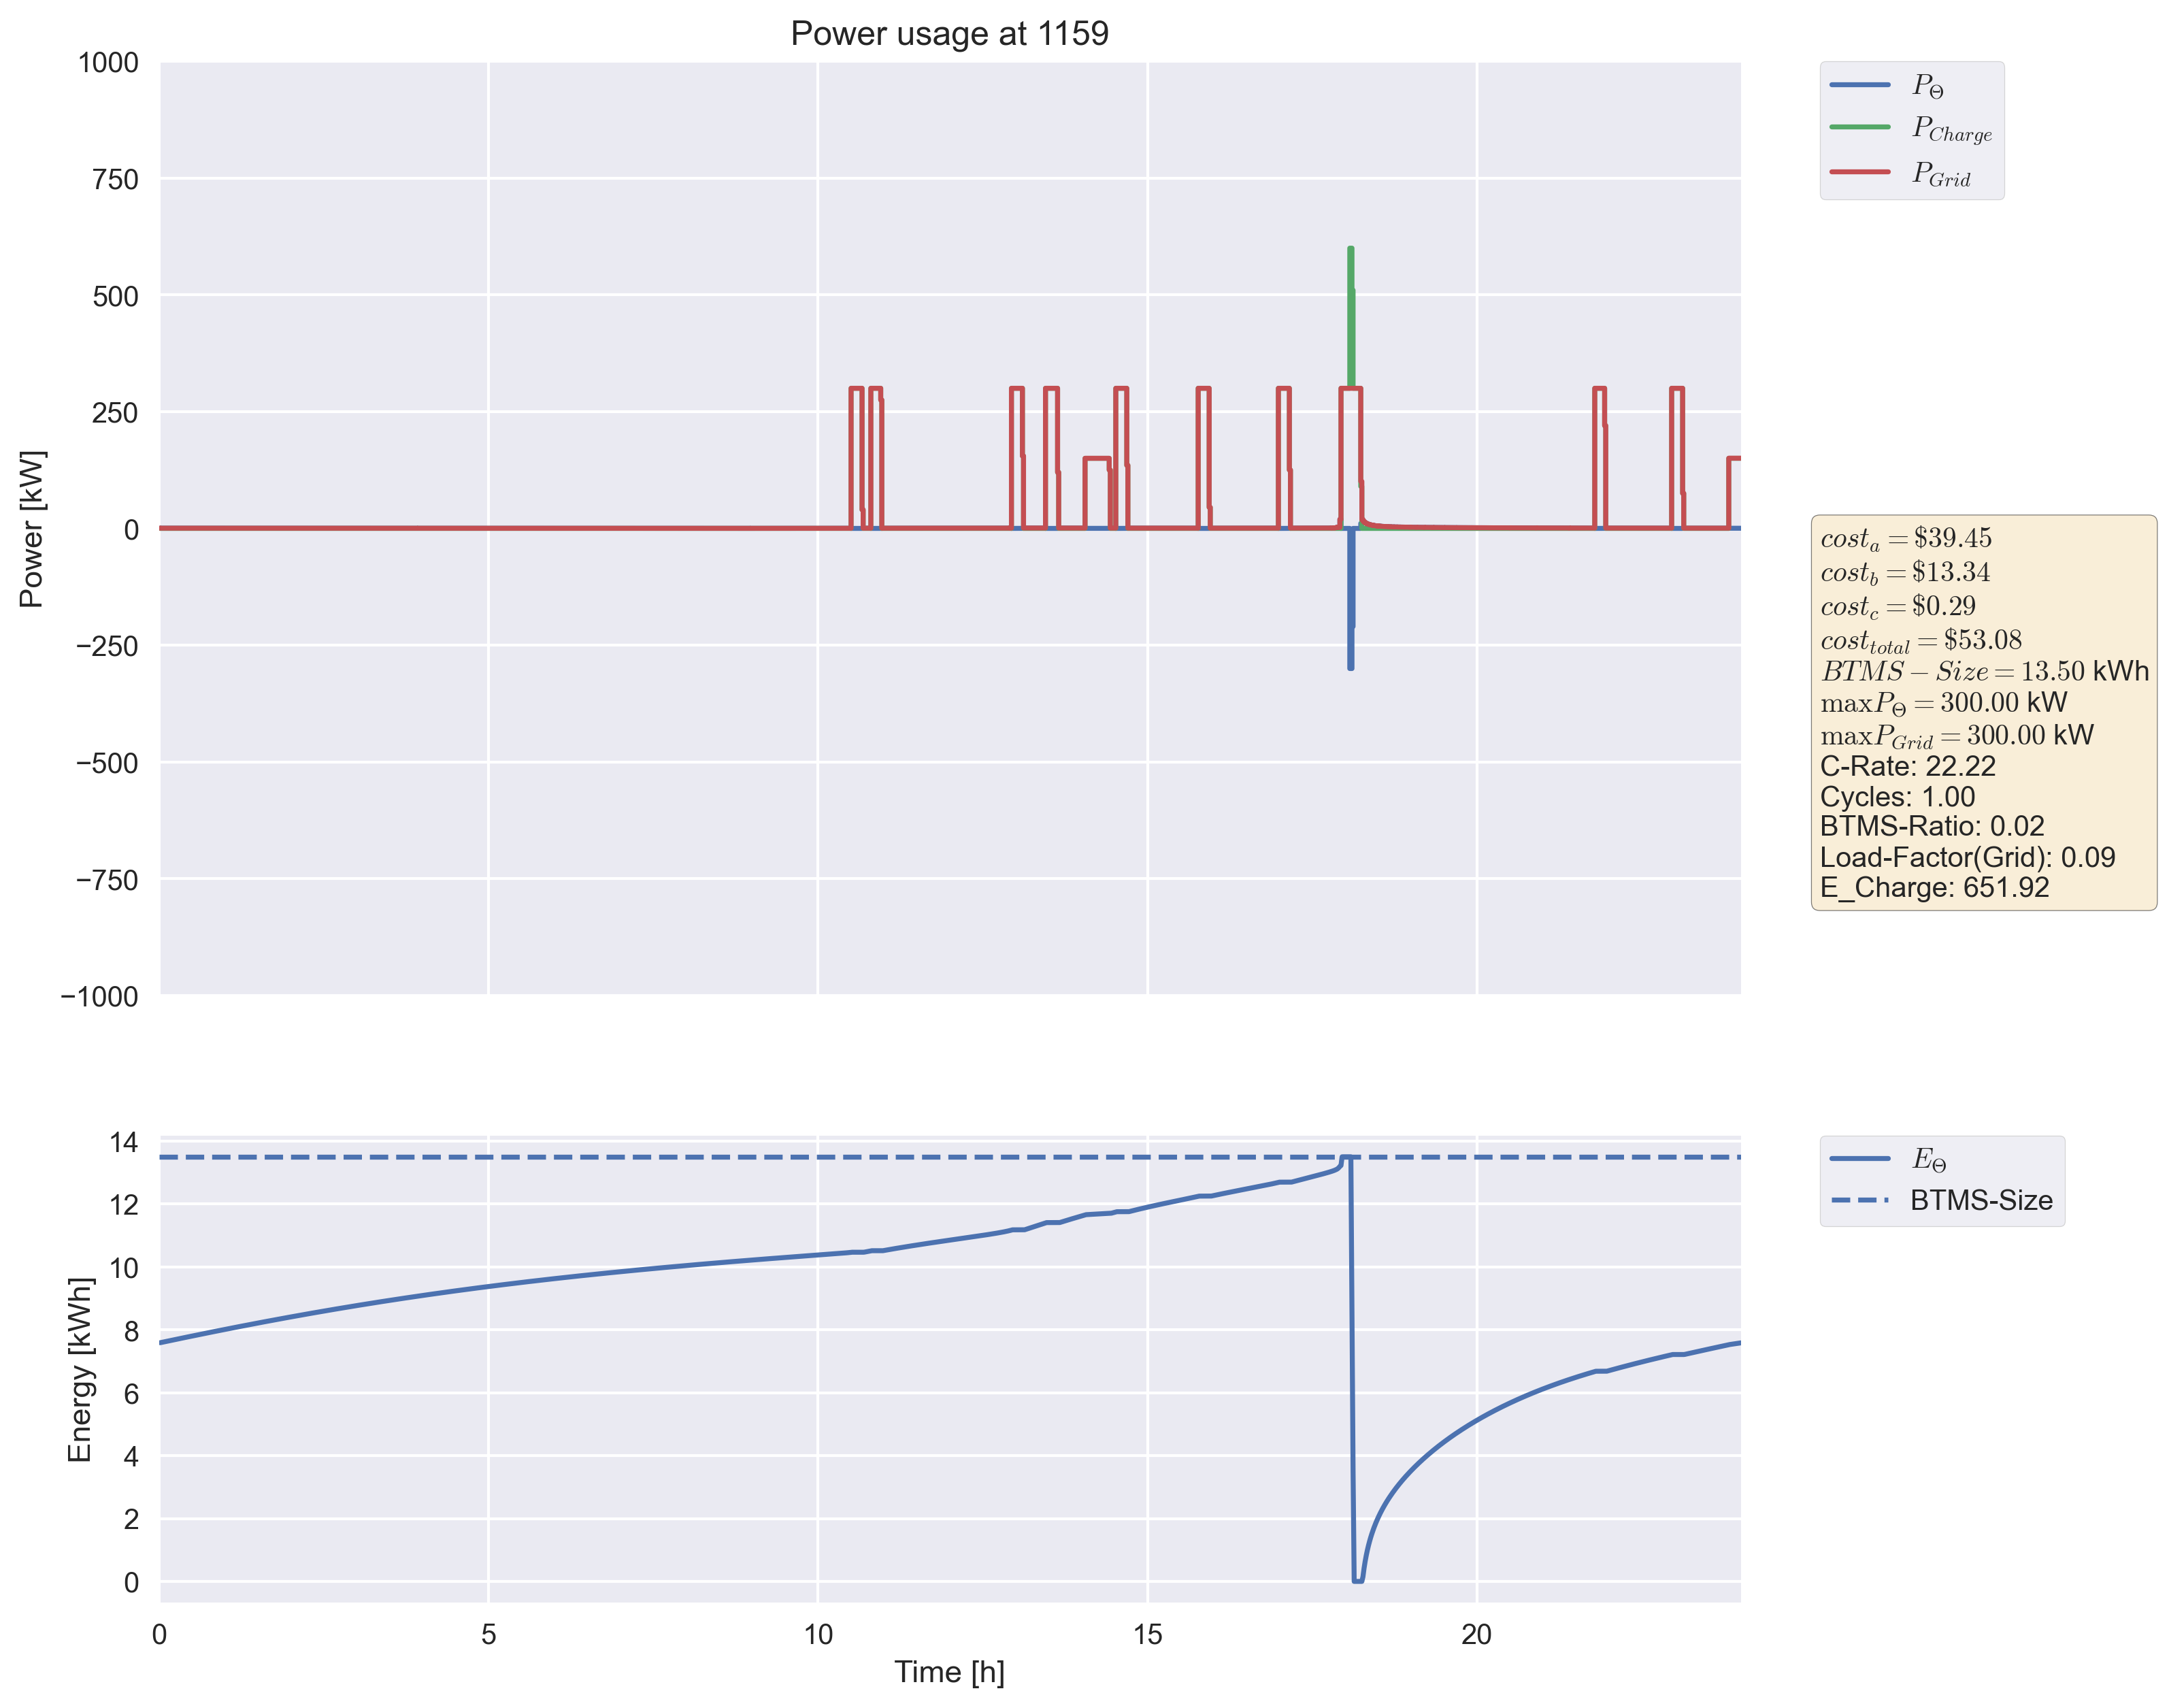 Power usage at 1159
1000
750
500
250
0
−250
−500
−750
−1000
Power [kW]
P_Θ
P_Charge
P_Grid
cost_a = $39.45
cost_b = $13.34
cost_c = $0.29
cost_total = $53.08
BTMS − Size = 13.50 kWh
maxP_Θ = 300.00 kW
maxP_Grid = 300.00 kW
C-Rate: 22.22
Cycles: 1.00
BTMS-Ratio: 0.02
Load-Factor(Grid): 0.09
E_Charge: 651.92
14
12
10
8
6
4
2
0
Energy [kWh]
E_Θ
BTMS-Size
0 5 10 15 20
Time [h]